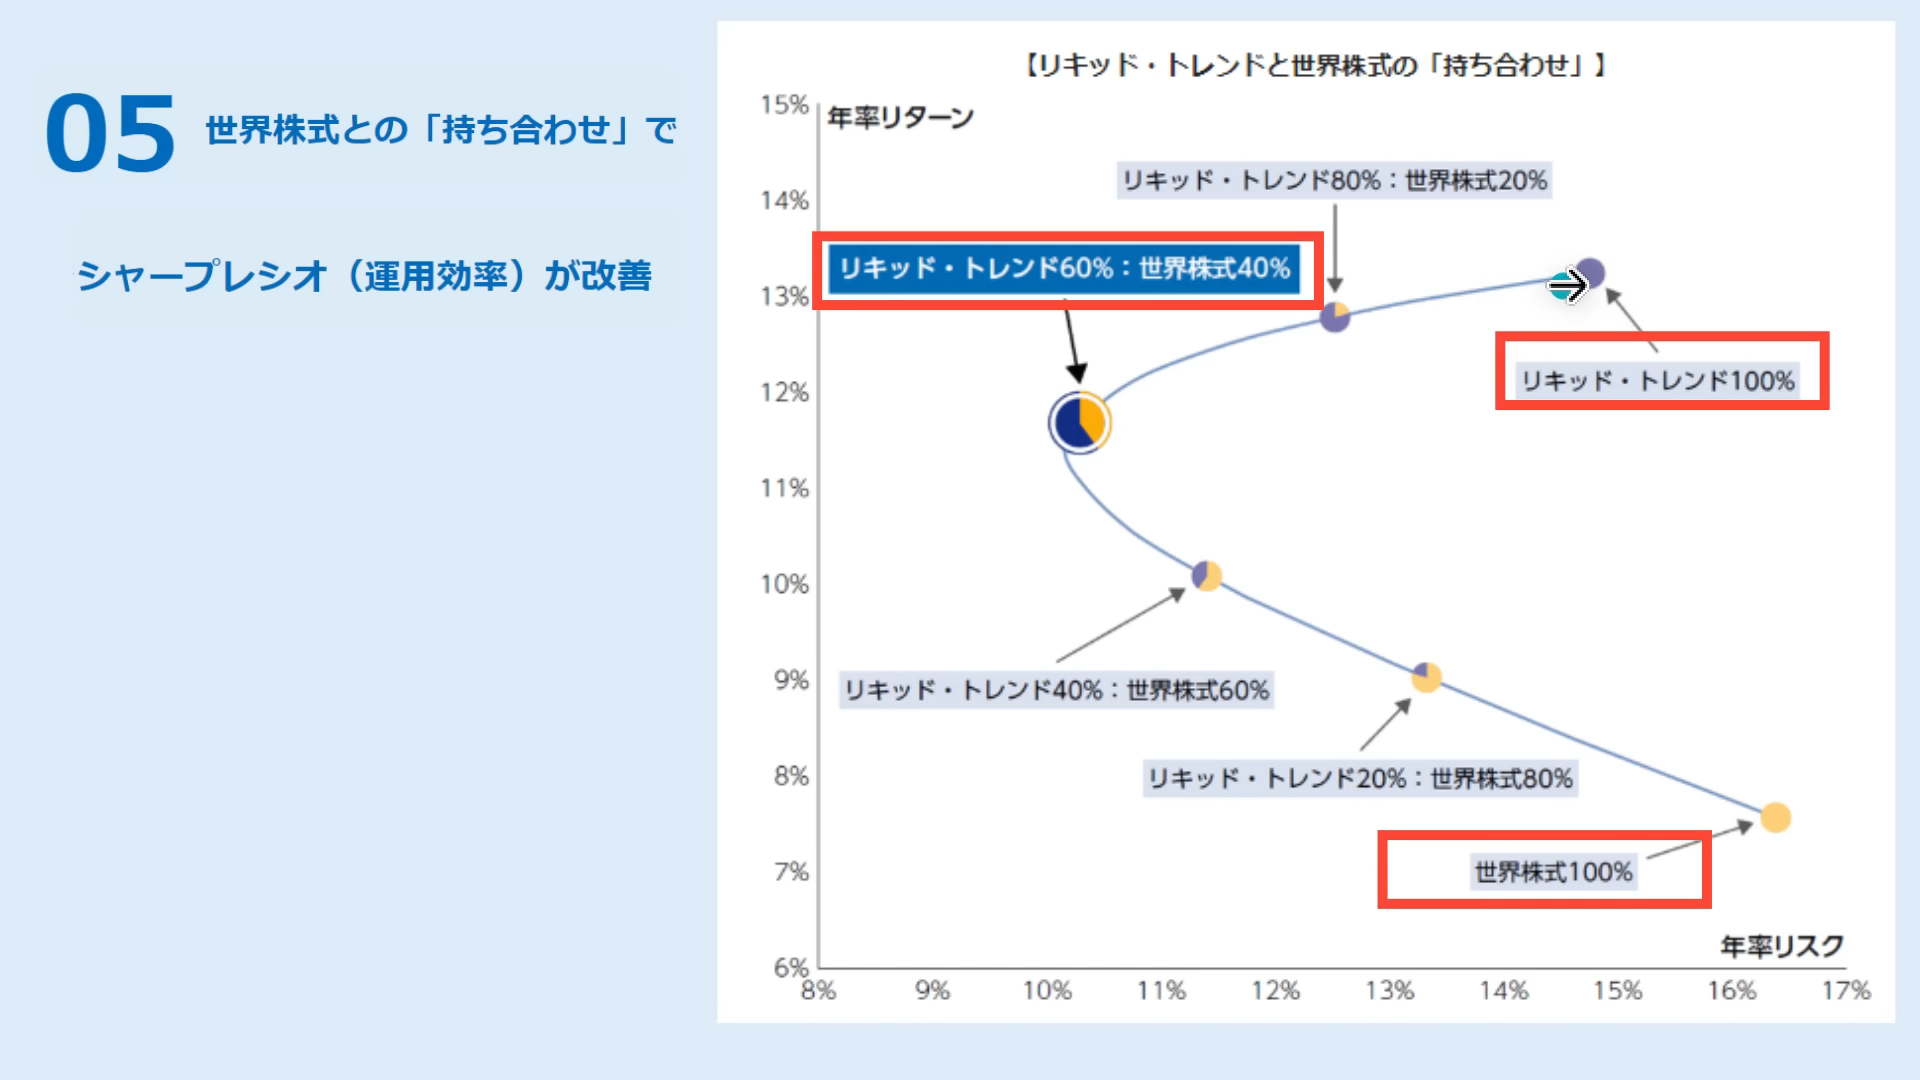 05 世界株式との「持ち合わせ」で
シャープレシオ（運用効率）が改善
【リキッド・トレンドと世界株式の「持ち合わせ」】
年率リターン
15%
14%
13%
12%
11%
10%
9%
8%
7%
6%
リキッド・トレンド80%：世界株式20%
リキッド・トレンド60%：世界株式40%
リキッド・トレンド100%
リキッド・トレンド40%：世界株式60%
リキッド・トレンド20%：世界株式80%
世界株式100%
年率リスク
8% 9% 10% 11% 12% 13% 14% 15% 16% 17%